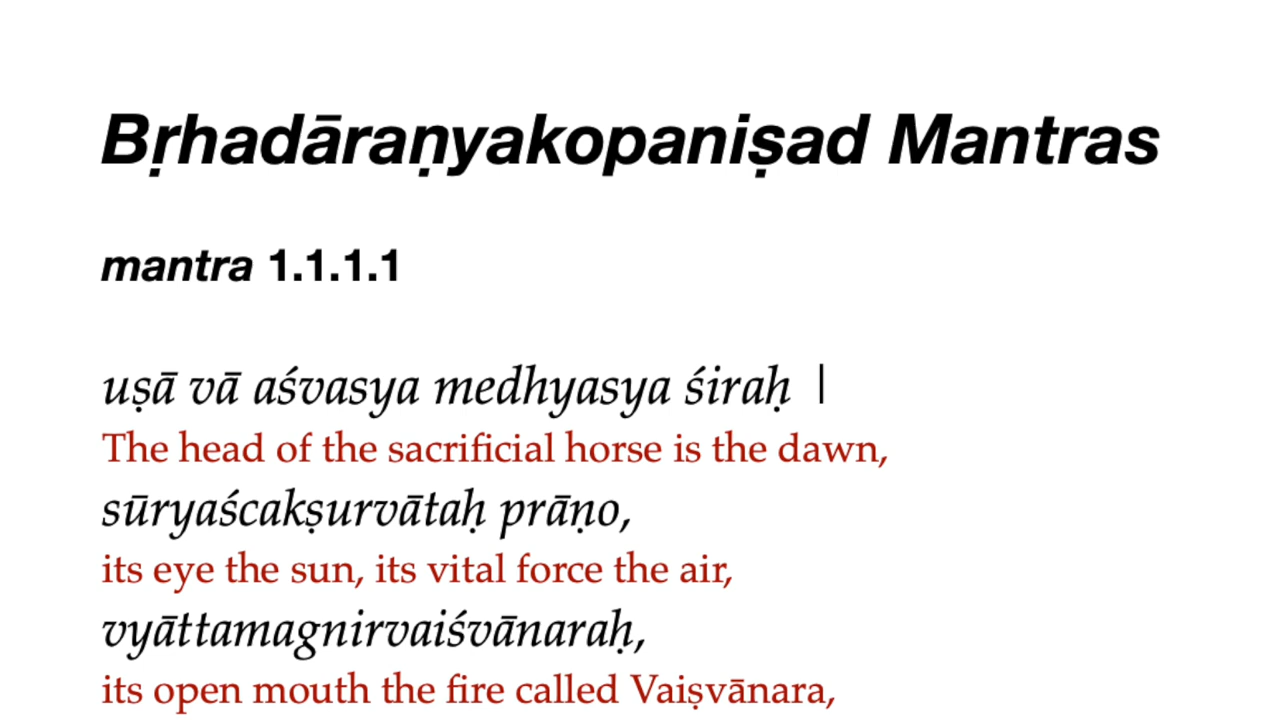 Bṛhadāraṇyakopaniṣad Mantras
mantra 1.1.1.1
uṣā vā aśvasya medhyasya śiraḥ |
The head of the sacrificial horse is the dawn,
sūryaścakṣurvātaḥ prāṇo,
its eye the sun, its vital force the air,
vyāttamagnirvaiśvānaraḥ,
its open mouth the fire called Vaiṣvānara,